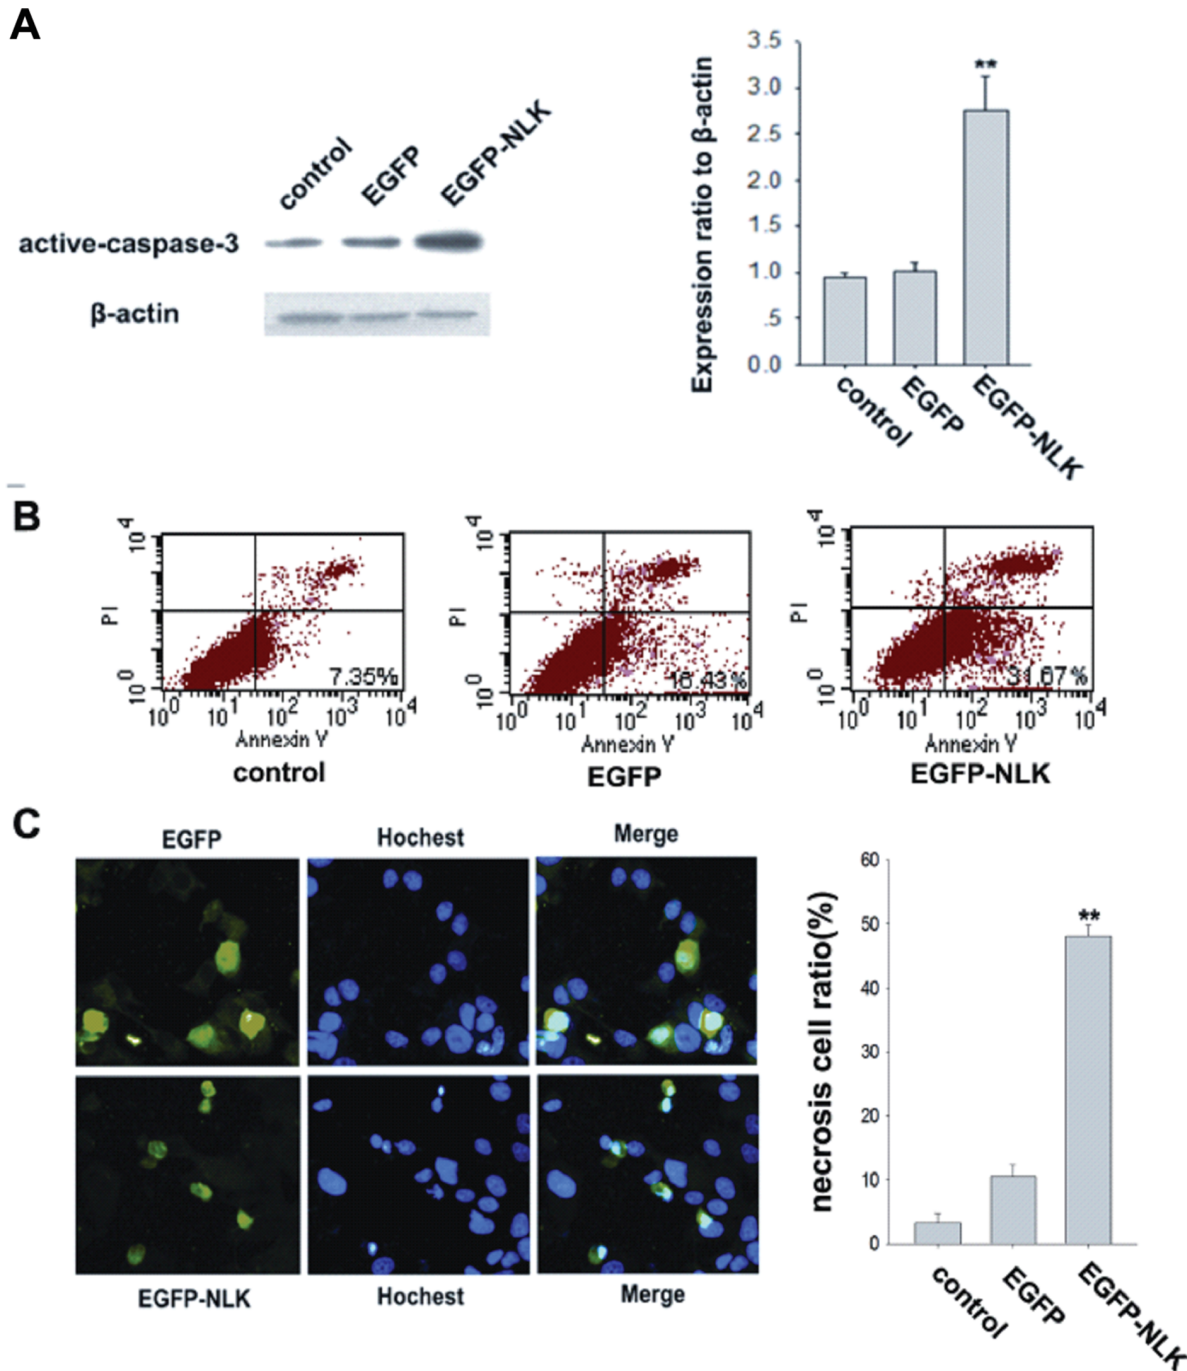 A
control
EGFP
EGFP-NLK
active-caspase-3
β-actin
Expression ratio to β-actin
3.5
3.0
2.5
2.0
1.5
1.0
.5
0.0
**
control
EGFP
EGFP-NLK
B
PI
10^4
10^0
7.35%
10^0 10^1 10^2 10^3 10^4
Annexin V
control
PI
10^4
10^0
10^0 10^1 10^2 10^3 10^4
Annexin V
EGFP
PI
10^4
10^0
10^0 10^1 10^2 10^3 10^4
Annexin V
EGFP-NLK
C
EGFP
Hochest
Merge
EGFP-NLK
Hochest
Merge
necrosis cell ratio(%)
60
50
40
30
20
10
0
**
control
EGFP
EGFP-NLK